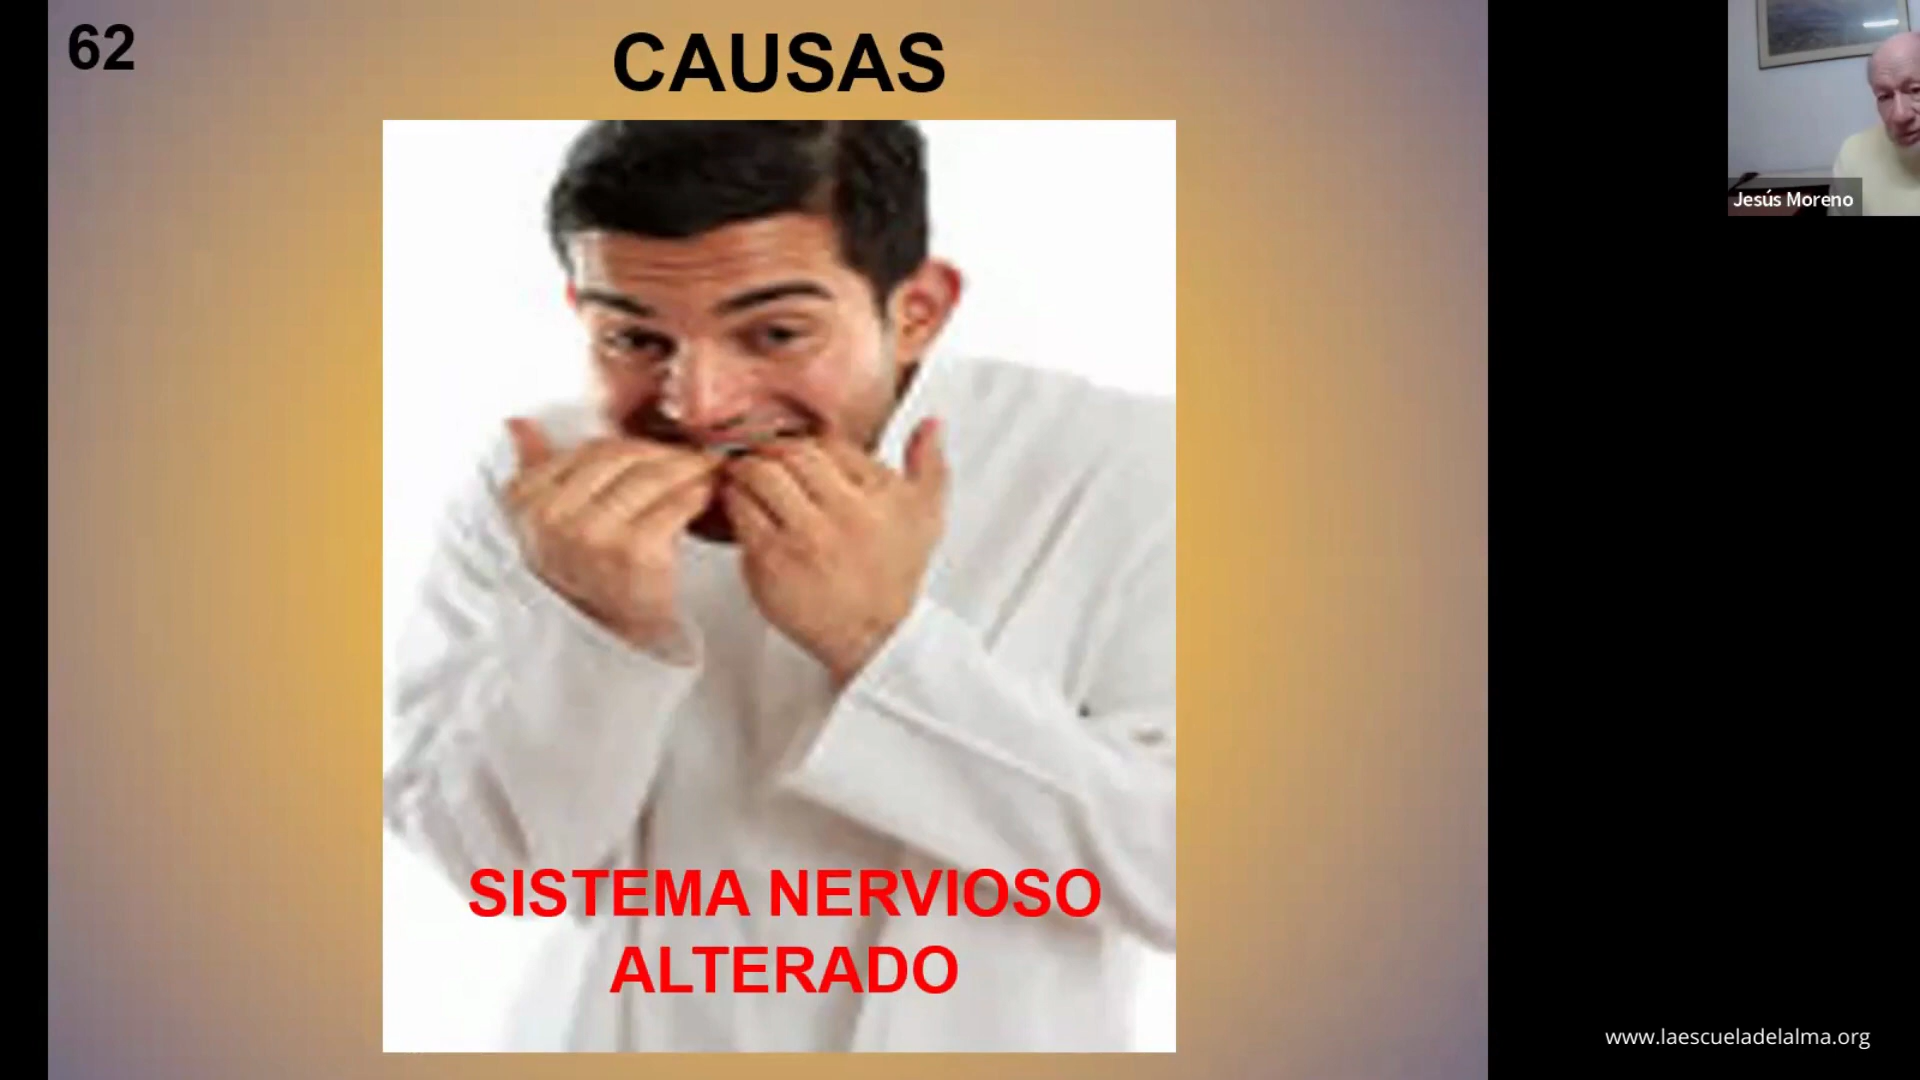 62
CAUSAS
Jesús Moreno
SISTEMA NERVIOSO
ALTERADO
www.laescueladelalma.org